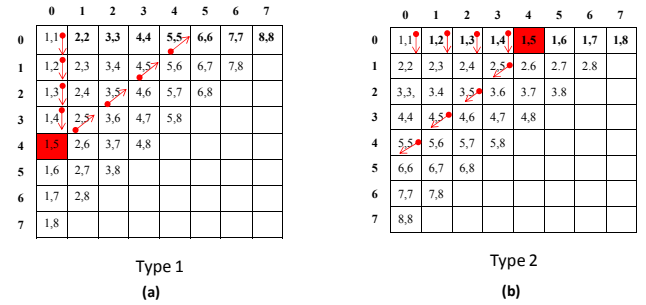 0 1 2 3 4 5 6 7
0 1,1 2,2 3,3 4,4 5,5 6,6 7,7 8,8
1 1,2 2,3 3,4 4,5 5,6 6,7 7,8
2 1,3 2,4 3,5 4,6 5,7 6,8
3 1,4 2,5 3,6 4,7 5,8
4 1,5 2,6 3,7 4,8
5 1,6 2,7 3,8
6 1,7 2,8
7 1,8
Type 1
(a)
0 1 2 3 4 5 6 7
0 1,1 1,2 1,3 1,4 1,5 1,6 1,7 1,8
1 2,2 2,3 2,4 2,5 2.6 2.7 2.8
2 3,3, 3.4 3,5 3.6 3.7 3.8
3 4,4 4,5 4,6 4,7 4,8
4 5,5 5,6 5,7 5,8
5 6,6 6,7 6,8
6 7,7 7,8
7 8,8
Type 2
(b)